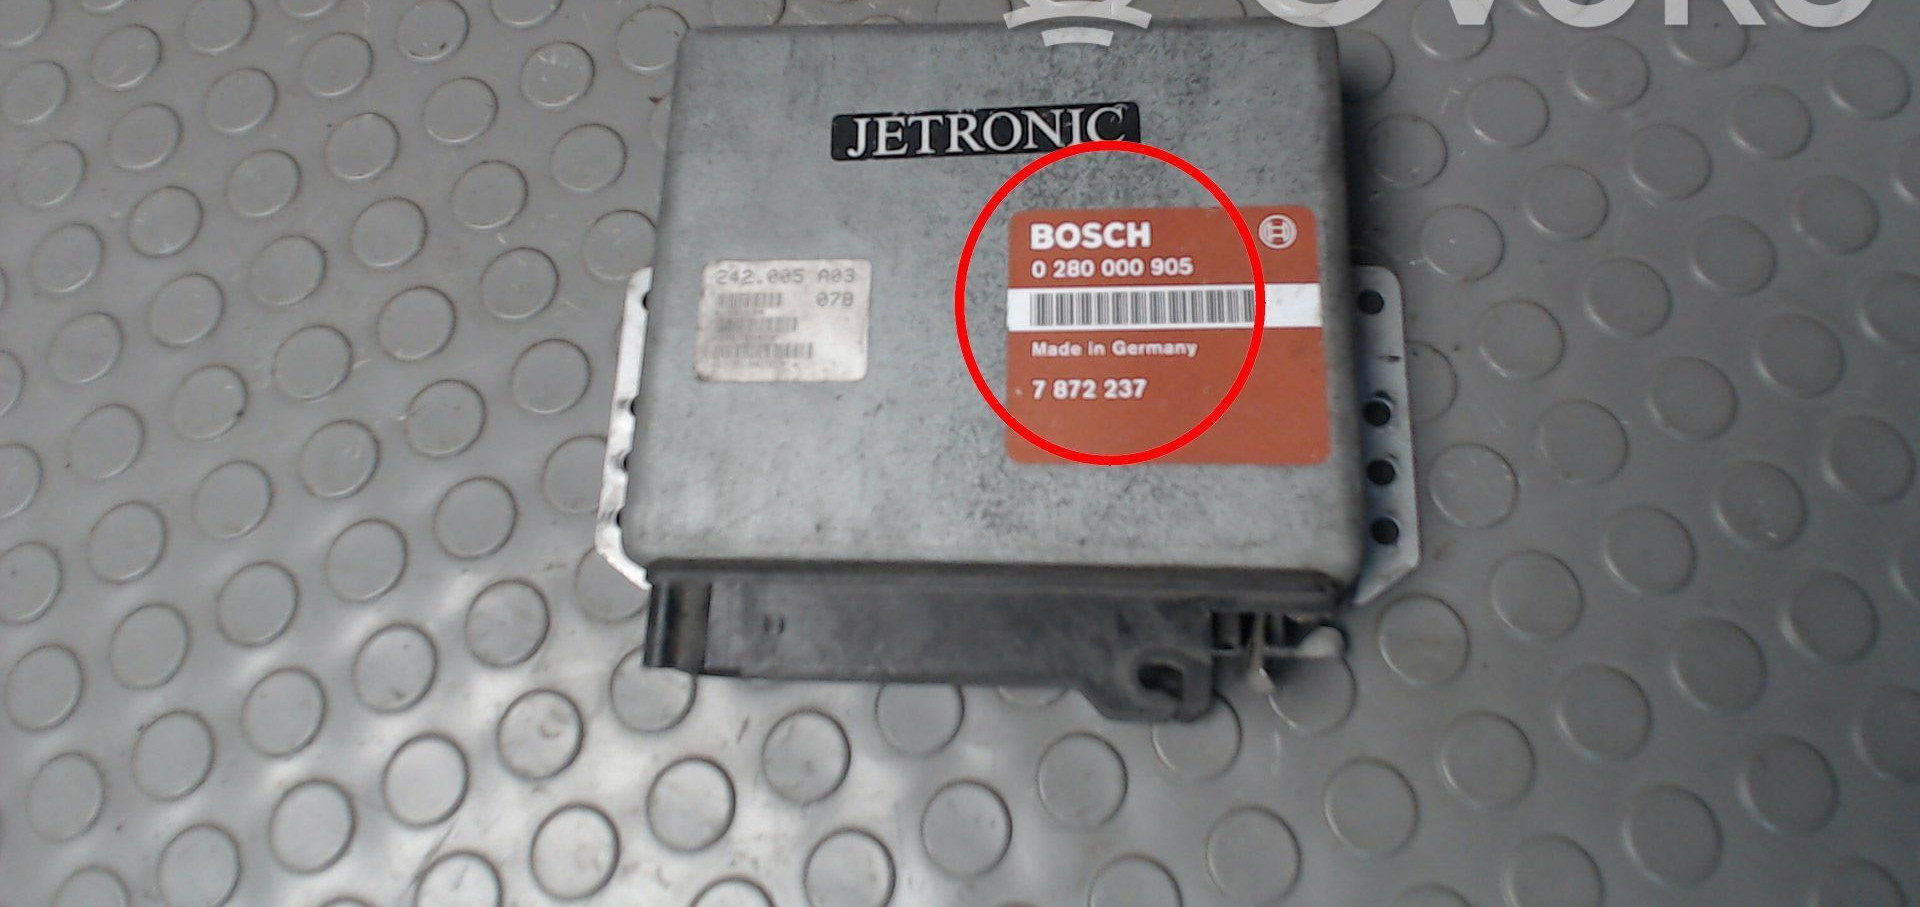 JETRONIC
BOSCH
0 280 000 905
Made in Germany
7 872 237
242.005 A03
078